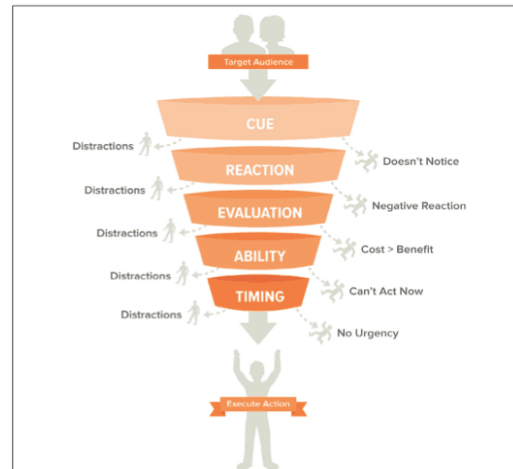 Target Audience
CUE
Distractions
Doesn't Notice
REACTION
Distractions
Negative Reaction
EVALUATION
Distractions
Cost > Benefit
ABILITY
Distractions
Can't Act Now
TIMING
Distractions
No Urgency
Execute Action